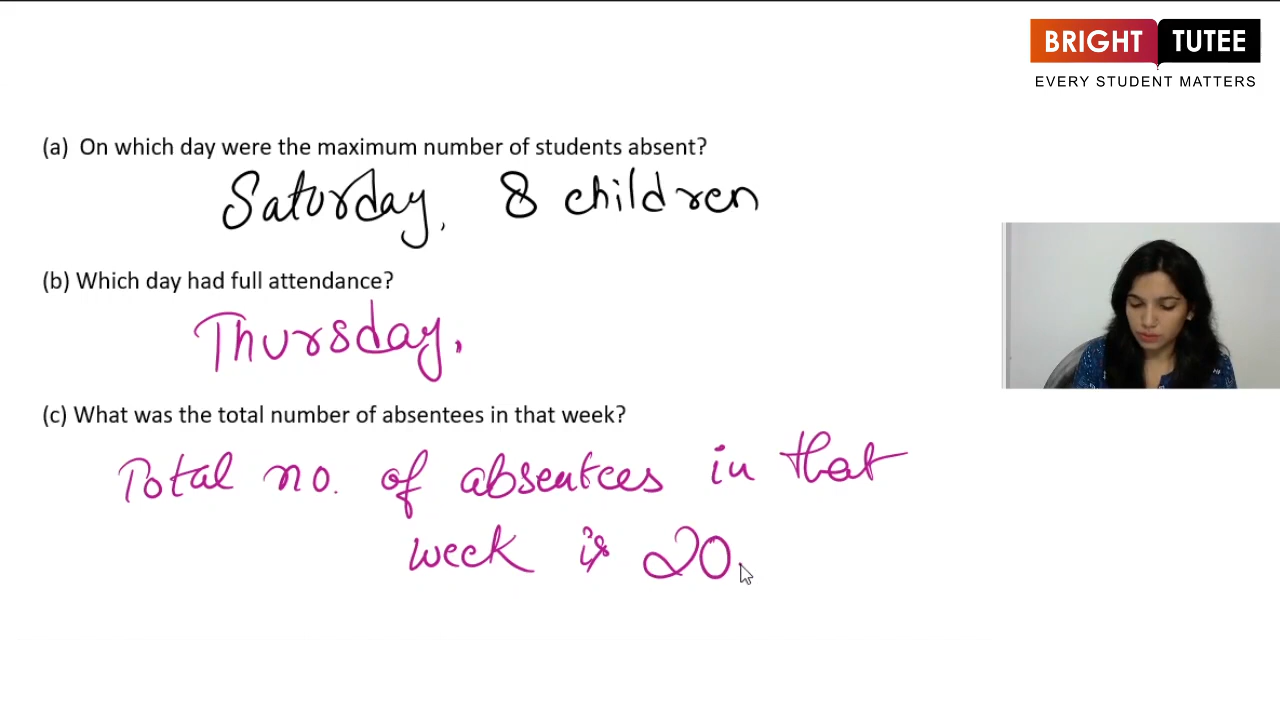 BRIGHT TUTEE
EVERY STUDENT MATTERS
(a) On which day were the maximum number of students absent?
Saturday, 8 children
(b) Which day had full attendance?
Thursday.
(c) What was the total number of absentees in that week?
Total no. of absentees in that
week is 20.